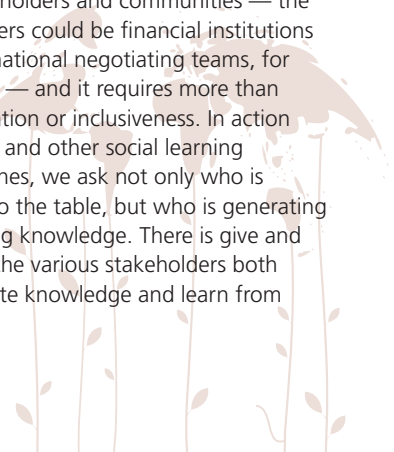 holders and communities — the
ers could be financial institutions
national negotiating teams, for
— and it requires more than
tion or inclusiveness. In action
and other social learning
nes, we ask not only who is
o the table, but who is generating
g knowledge. There is give and
the various stakeholders both
te knowledge and learn from